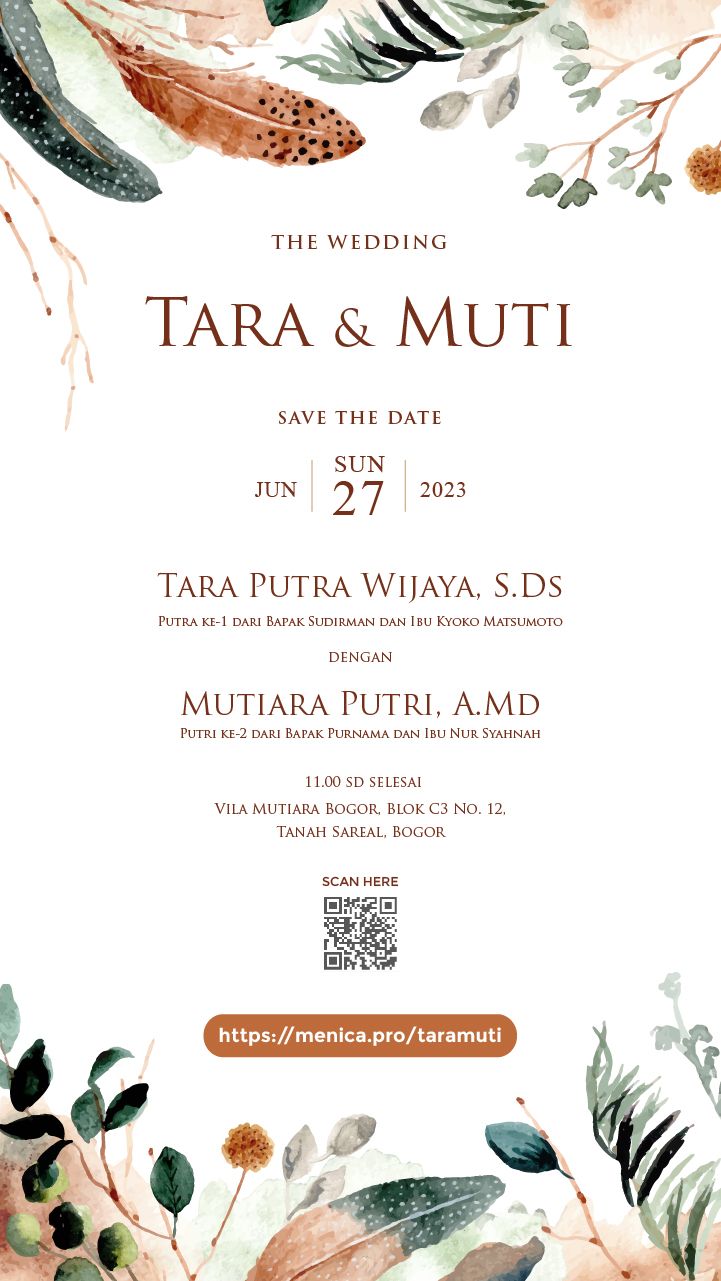 THE WEDDING
TARA & MUTI
SAVE THE DATE
SUN
JUN 27 2023
TARA PUTRA WIJAYA, S.DS
PUTRA KE-1 DARI BAPAK SUDIRMAN DAN IBU KYOKO MATSUMOTO
DENGAN
MUTIARA PUTRI, A.MD
PUTRI KE-2 DARI BAPAK PURNAMA DAN IBU NUR SYAHNAH
11.00 SD SELESAI
VILA MUTIARA BOGOR, BLOK C3 NO. 12,
TANAH SAREAL, BOGOR
SCAN HERE
https://menica.pro/taramuti